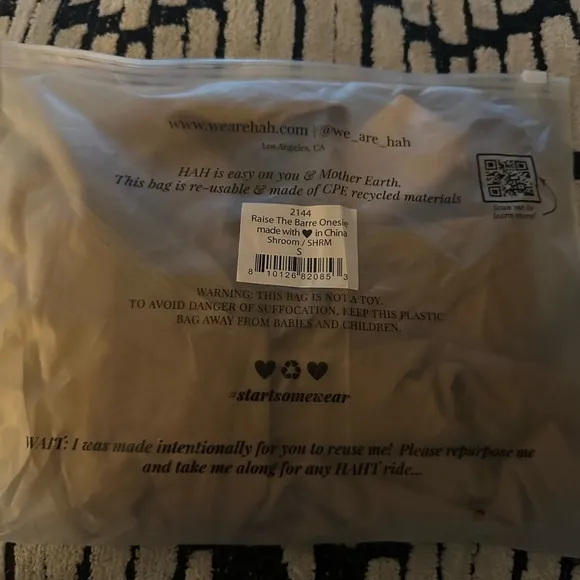 www.wearehah.com | @we_are_hah
Los Angeles, CA
HAH is easy on you & Mother Earth.
This bag is re-usable & made of CPE recycled materials
Scan me to
learn more!
2144
Raise The Barre Onesie
made with ♥ in China
Shroom / SHRM
S
8 10126 82085 3
WARNING: THIS BAG IS NOT A TOY.
TO AVOID DANGER OF SUFFOCATION, KEEP THIS PLASTIC
BAG AWAY FROM BABIES AND CHILDREN.
#startsomewear
WAIT: I was made intentionally for you to reuse me! Please repurpose me
and take me along for any HAHT ride...